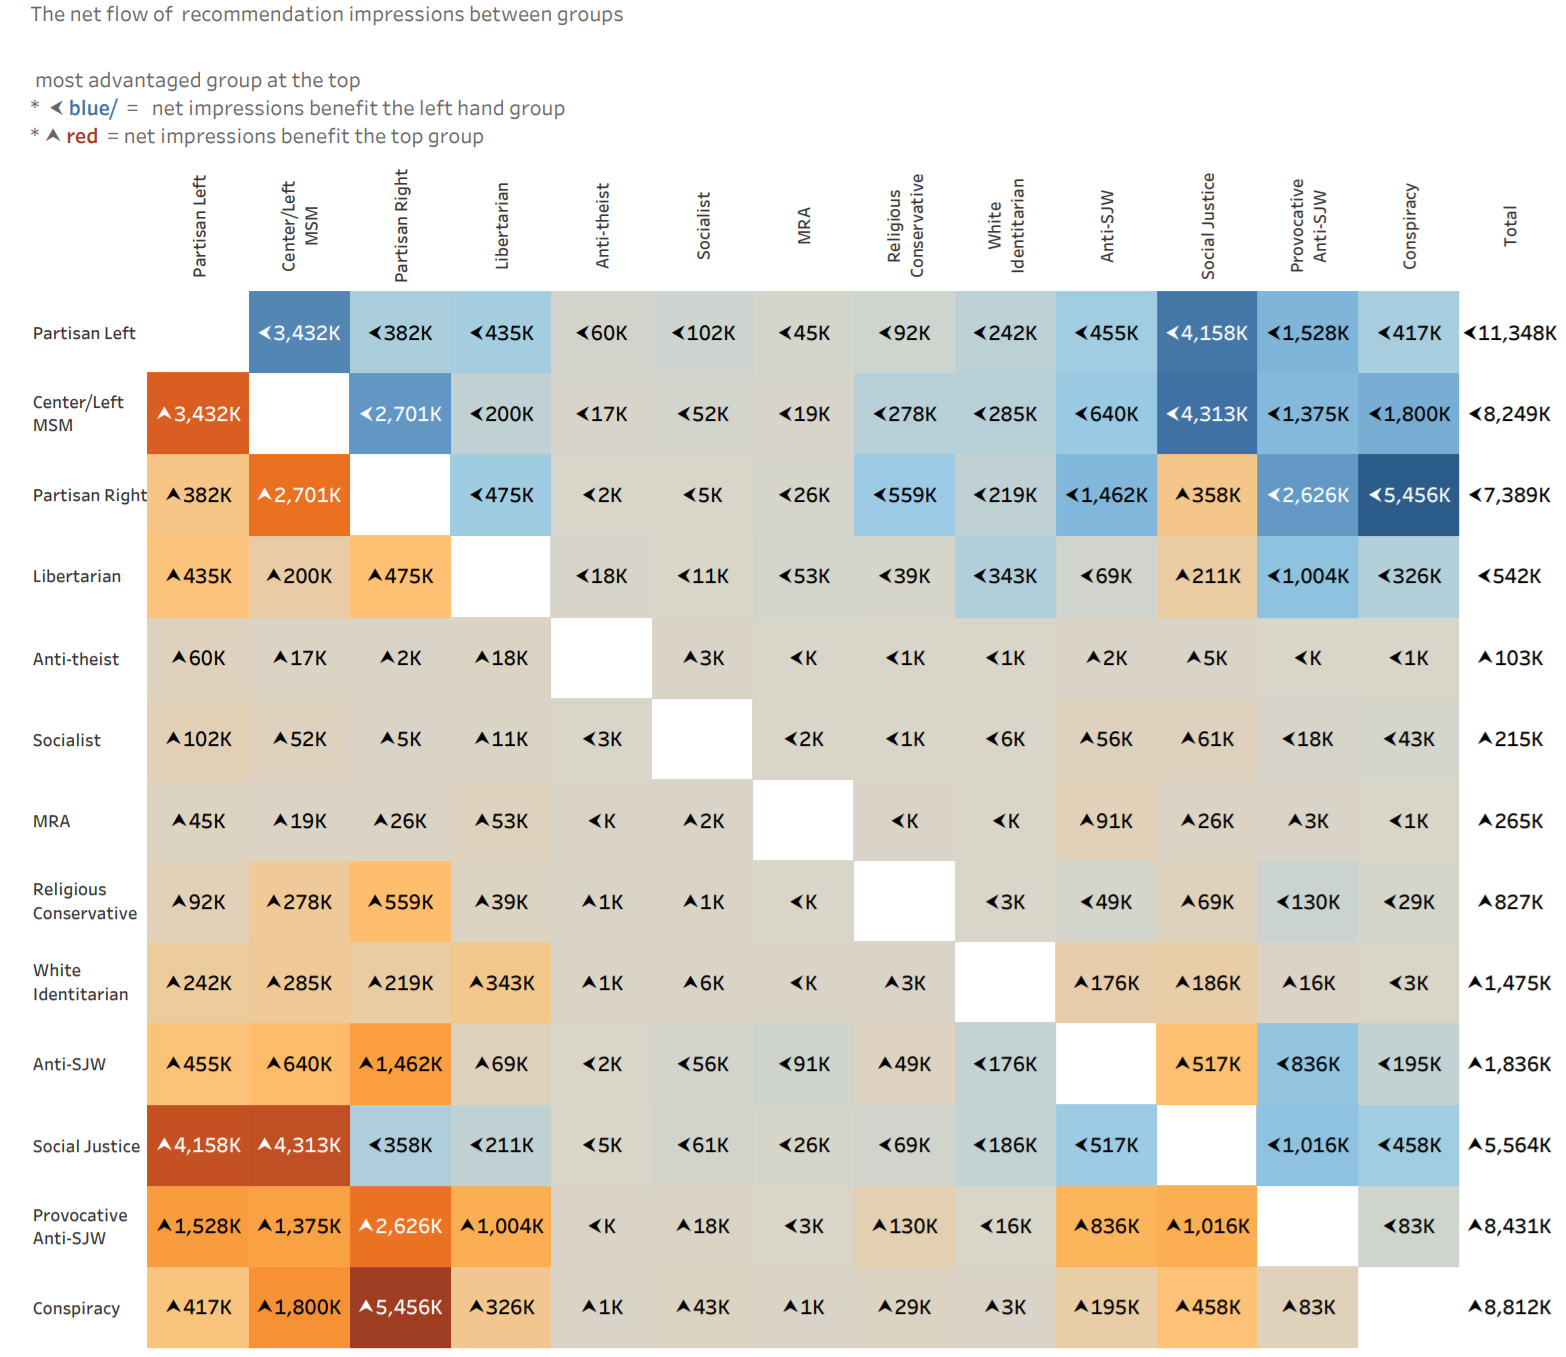 The net flow of recommendation impressions between groups
most advantaged group at the top
* ⮜ blue/ = net impressions benefit the left hand group
* ⮝ red = net impressions benefit the top group
Partisan Left
Center/Left
MSM
Partisan Right
Libertarian
Anti-theist
Socialist
MRA
Religious
Conservative
White
Identitarian
Anti-SJW
Social Justice
Provocative
Anti-SJW
Conspiracy
Total
Partisan Left ⮜3,432K ⮜382K ⮜435K ⮜60K ⮜102K ⮜45K ⮜92K ⮜242K ⮜455K ⮜4,158K ⮜1,528K ⮜417K ⮜11,348K
Center/Left
MSM
⮝3,432K ⮜2,701K ⮜200K ⮜17K ⮜52K ⮜19K ⮜278K ⮜285K ⮜640K ⮜4,313K ⮜1,375K ⮜1,800K ⮜8,249K
Partisan Right ⮝382K ⮝2,701K ⮜475K ⮜2K ⮜5K ⮜26K ⮜559K ⮜219K ⮜1,462K ⮝358K ⮜2,626K ⮜5,456K ⮜7,389K
Libertarian ⮝435K ⮝200K ⮝475K ⮜18K ⮜11K ⮜53K ⮜39K ⮜343K ⮜69K ⮝211K ⮜1,004K ⮜326K ⮜542K
Anti-theist ⮝60K ⮝17K ⮝2K ⮝18K ⮝3K ⮜K ⮜1K ⮜1K ⮝2K ⮝5K ⮜K ⮜1K ⮝103K
Socialist ⮝102K ⮝52K ⮝5K ⮝11K ⮜3K ⮜2K ⮜1K ⮜6K ⮝56K ⮝61K ⮜18K ⮜43K ⮝215K
MRA ⮝45K ⮝19K ⮝26K ⮝53K ⮜K ⮝2K ⮜K ⮜K ⮝91K ⮝26K ⮝3K ⮜1K ⮝265K
Religious
Conservative
⮝92K ⮝278K ⮝559K ⮝39K ⮝1K ⮝1K ⮜K ⮜3K ⮜49K ⮝69K ⮜130K ⮜29K ⮝827K
White
Identitarian
⮝242K ⮝285K ⮝219K ⮝343K ⮝1K ⮝6K ⮜K ⮝3K ⮝176K ⮝186K ⮝16K ⮜3K ⮝1,475K
Anti-SJW ⮝455K ⮝640K ⮝1,462K ⮝69K ⮜2K ⮜56K ⮜91K ⮝49K ⮜176K ⮝517K ⮜836K ⮜195K ⮝1,836K
Social Justice ⮝4,158K ⮝4,313K ⮜358K ⮜211K ⮜5K ⮜61K ⮜26K ⮜69K ⮜186K ⮜517K ⮜1,016K ⮜458K ⮝5,564K
Provocative
Anti-SJW
⮝1,528K ⮝1,375K ⮝2,626K ⮝1,004K ⮜K ⮝18K ⮜3K ⮝130K ⮜16K ⮝836K ⮝1,016K ⮜83K ⮝8,431K
Conspiracy ⮝417K ⮝1,800K ⮝5,456K ⮝326K ⮝1K ⮝43K ⮝1K ⮝29K ⮝3K ⮝195K ⮝458K ⮝83K ⮝8,812K